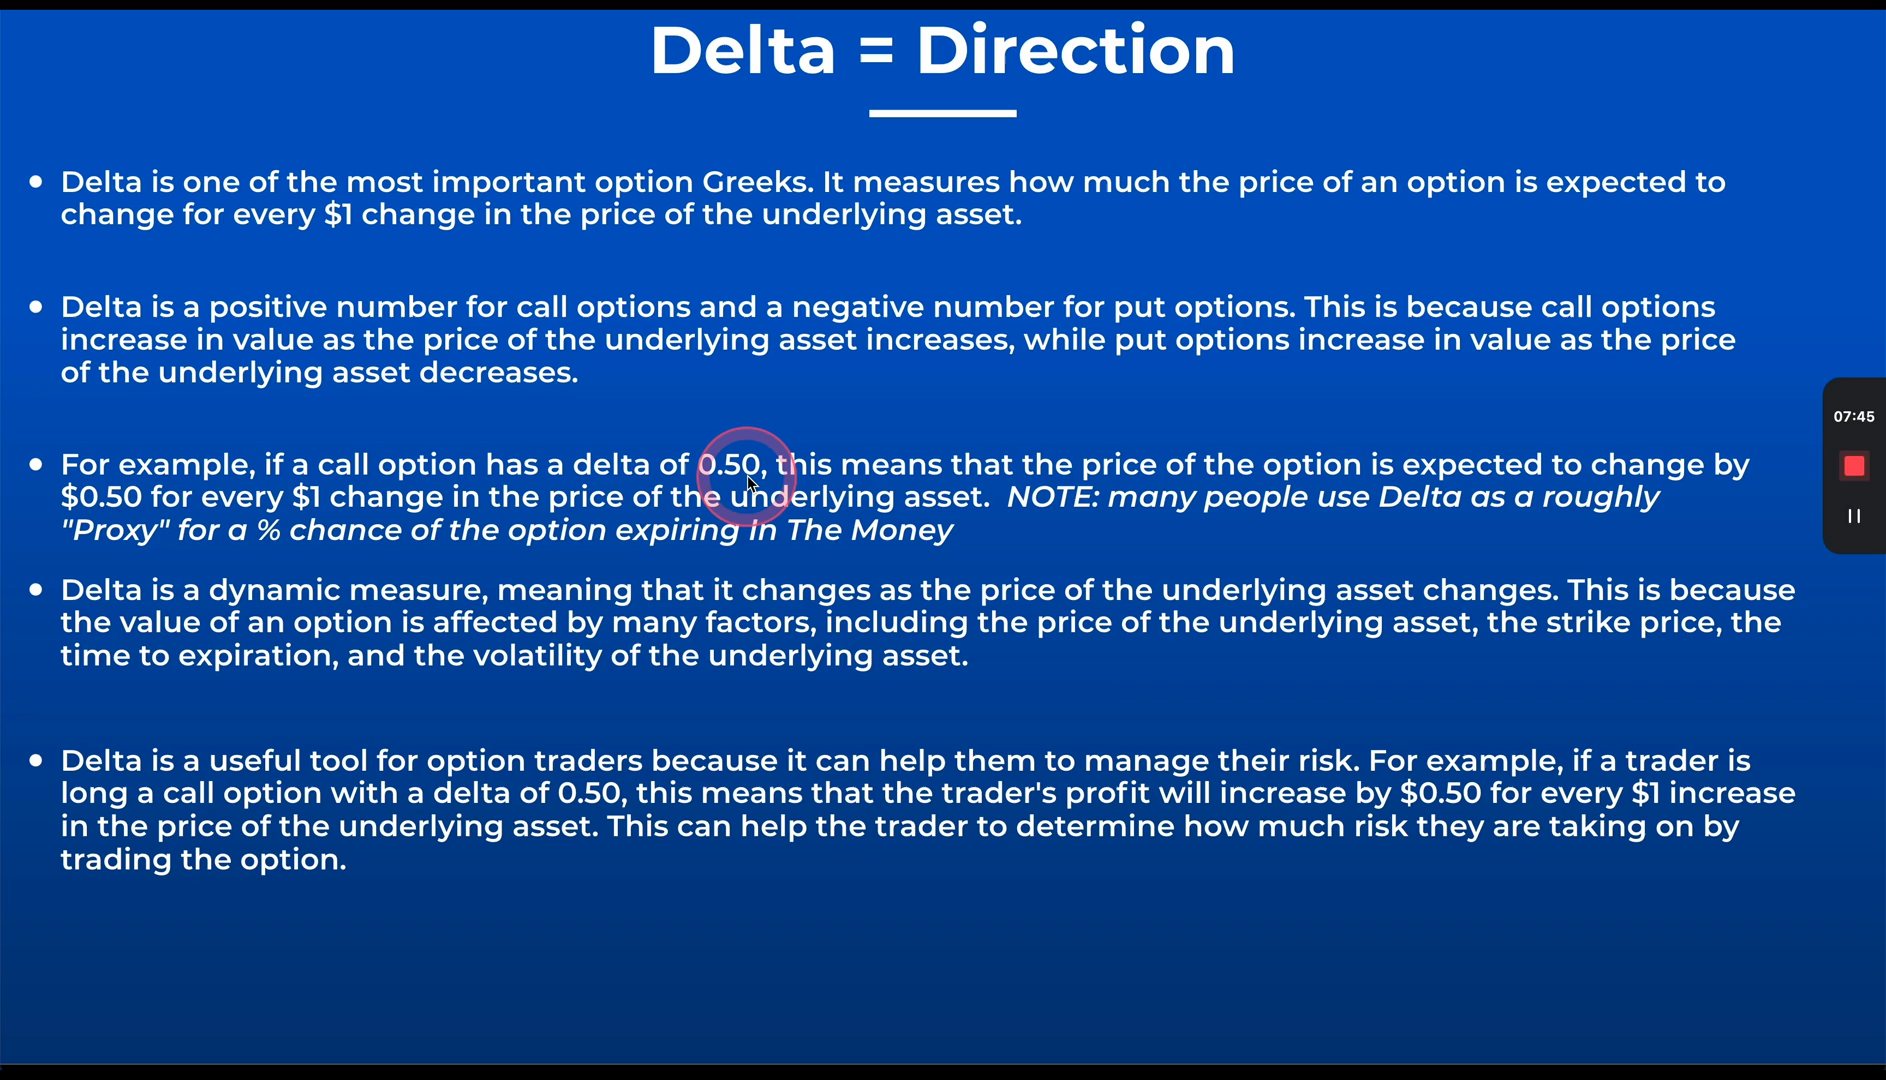 Delta = Direction
• Delta is one of the most important option Greeks. It measures how much the price of an option is expected to
change for every $1 change in the price of the underlying asset.
• Delta is a positive number for call options and a negative number for put options. This is because call options
increase in value as the price of the underlying asset increases, while put options increase in value as the price
of the underlying asset decreases.
• For example, if a call option has a delta of 0.50, this means that the price of the option is expected to change by
$0.50 for every $1 change in the price of the underlying asset.  NOTE: many people use Delta as a roughly
"Proxy" for a % chance of the option expiring In The Money
• Delta is a dynamic measure, meaning that it changes as the price of the underlying asset changes. This is because
the value of an option is affected by many factors, including the price of the underlying asset, the strike price, the
time to expiration, and the volatility of the underlying asset.
• Delta is a useful tool for option traders because it can help them to manage their risk. For example, if a trader is
long a call option with a delta of 0.50, this means that the trader's profit will increase by $0.50 for every $1 increase
in the price of the underlying asset. This can help the trader to determine how much risk they are taking on by
trading the option.
07:45